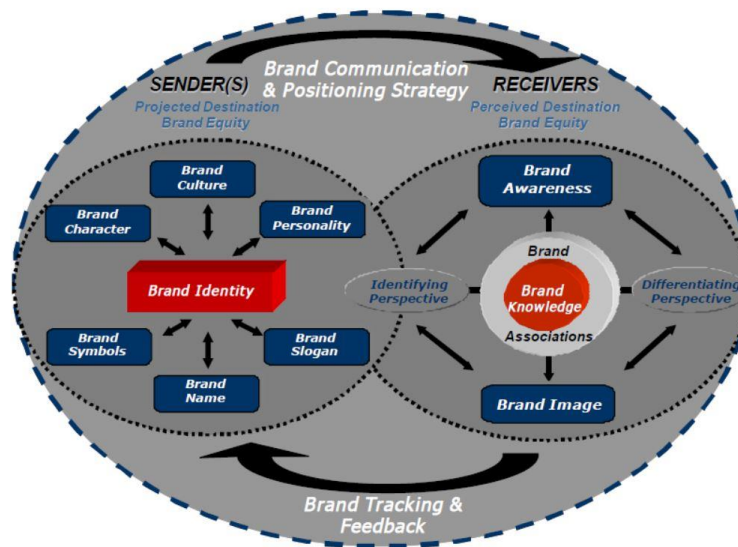 Brand Communication
& Positioning Strategy
SENDER(S)
Projected Destination
Brand Equity
RECEIVERS
Perceived Destination
Brand Equity
Brand
Culture
Brand
Character
Brand
Personality
Brand Identity
Brand
Symbols
Brand
Slogan
Brand
Name
Brand
Awareness
Identifying
Perspective
Brand
Brand
Knowledge
Associations
Differentiating
Perspective
Brand Image
Brand Tracking &
Feedback